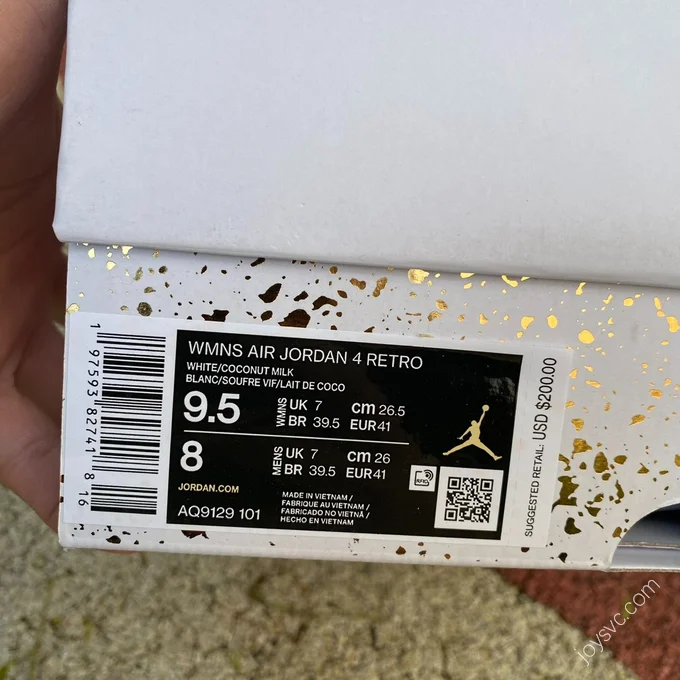 WMNS AIR JORDAN 4 RETRO
WHITE/COCONUT MILK
BLANC/SOUFRE VIF/LAIT DE COCO
9.5 WMNS UK 7 cm 26.5
BR 39.5 EUR 41
8 MENS UK 7 cm 26
BR 39.5 EUR 41
JORDAN.COM
AQ9129 101
MADE IN VIETNAM /
FABRIQUE AU VIETNAM /
FABRICADO NO VIETNÃ /
HECHO EN VIETNAM
RFID
SUGGESTED RETAIL: USD $200.00
1 97593 82741 8 16
joysvc.com